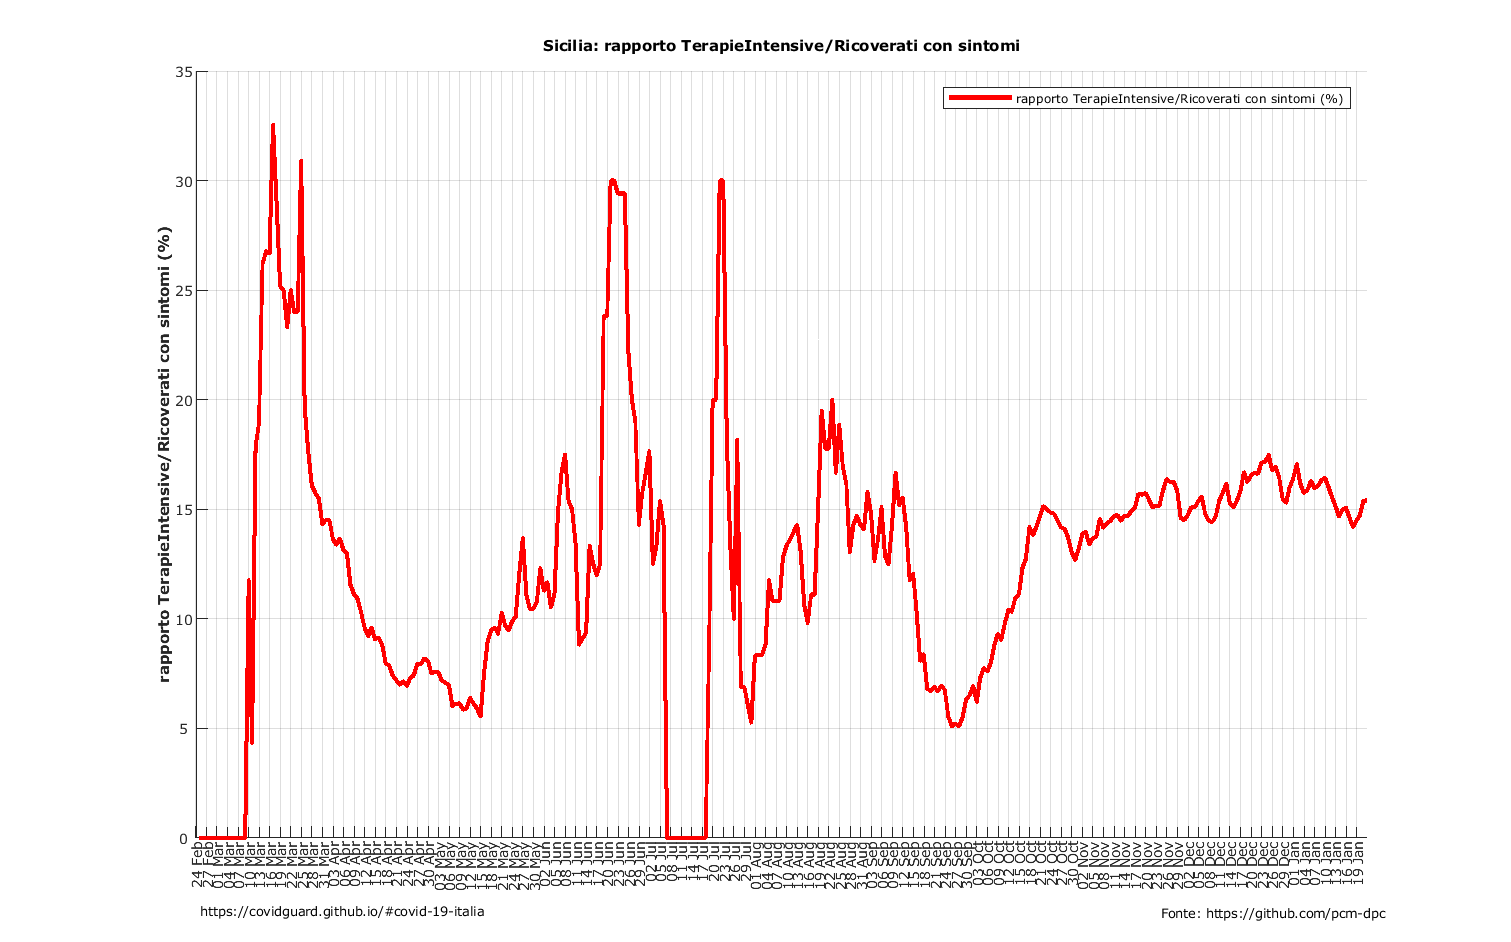 Sicilia: rapporto TerapieIntensive/Ricoverati con sintomi
rapporto TerapieIntensive/Ricoverati con sintomi (%)
rapporto TerapieIntensive/Ricoverati con sintomi (%)
35
30
25
20
15
10
5
0
24 Feb
27 Feb
01 Mar
04 Mar
07 Mar
10 Mar
13 Mar
16 Mar
19 Mar
22 Mar
25 Mar
28 Mar
31 Mar
03 Apr
06 Apr
09 Apr
12 Apr
15 Apr
18 Apr
21 Apr
24 Apr
27 Apr
30 Apr
03 May
06 May
09 May
12 May
15 May
18 May
21 May
24 May
27 May
30 May
02 Jun
05 Jun
08 Jun
11 Jun
14 Jun
17 Jun
20 Jun
23 Jun
26 Jun
29 Jun
02 Jul
05 Jul
08 Jul
11 Jul
14 Jul
17 Jul
20 Jul
23 Jul
26 Jul
29 Jul
01 Aug
04 Aug
07 Aug
10 Aug
13 Aug
16 Aug
19 Aug
22 Aug
25 Aug
28 Aug
31 Aug
03 Sep
06 Sep
09 Sep
12 Sep
15 Sep
18 Sep
21 Sep
24 Sep
27 Sep
30 Sep
03 Oct
06 Oct
09 Oct
12 Oct
15 Oct
18 Oct
21 Oct
24 Oct
27 Oct
30 Oct
02 Nov
05 Nov
08 Nov
11 Nov
14 Nov
17 Nov
20 Nov
23 Nov
26 Nov
29 Nov
02 Dec
05 Dec
08 Dec
11 Dec
14 Dec
17 Dec
20 Dec
23 Dec
26 Dec
29 Dec
01 Jan
04 Jan
07 Jan
10 Jan
13 Jan
16 Jan
19 Jan
https://covidguard.github.io/#covid-19-italia
Fonte: https://github.com/pcm-dpc